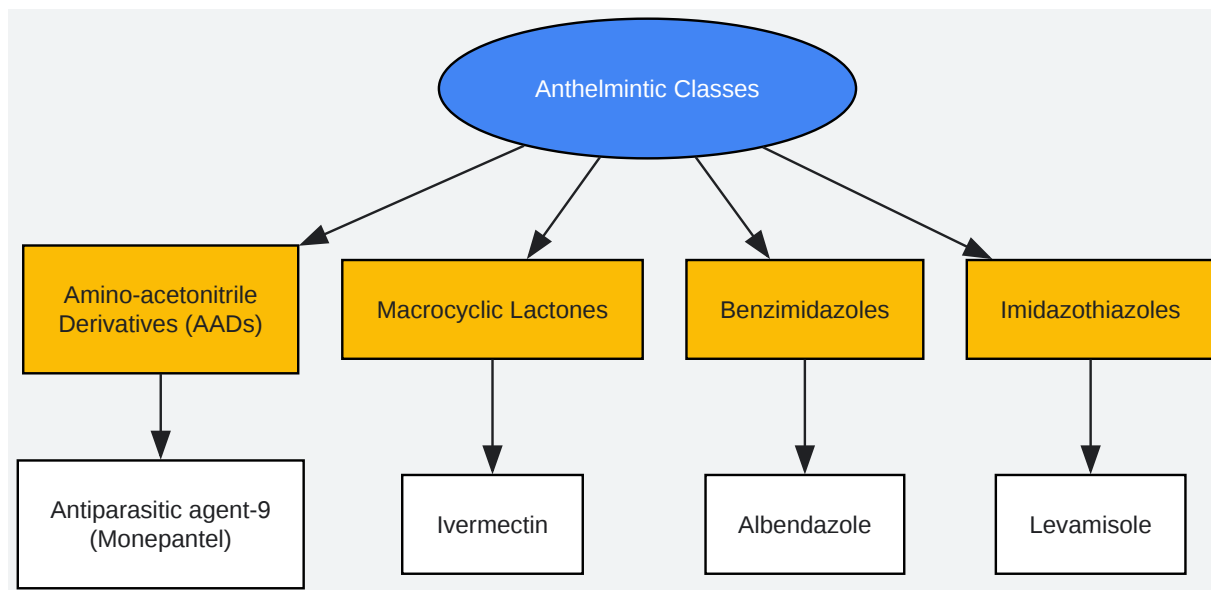 Anthelmintic Classes
Amino-acetonitrile
Derivatives (AADs)
Macrocyclic Lactones
Benzimidazoles
Imidazothiazoles
Antiparasitic agent-9
(Monepantel)
Ivermectin
Albendazole
Levamisole